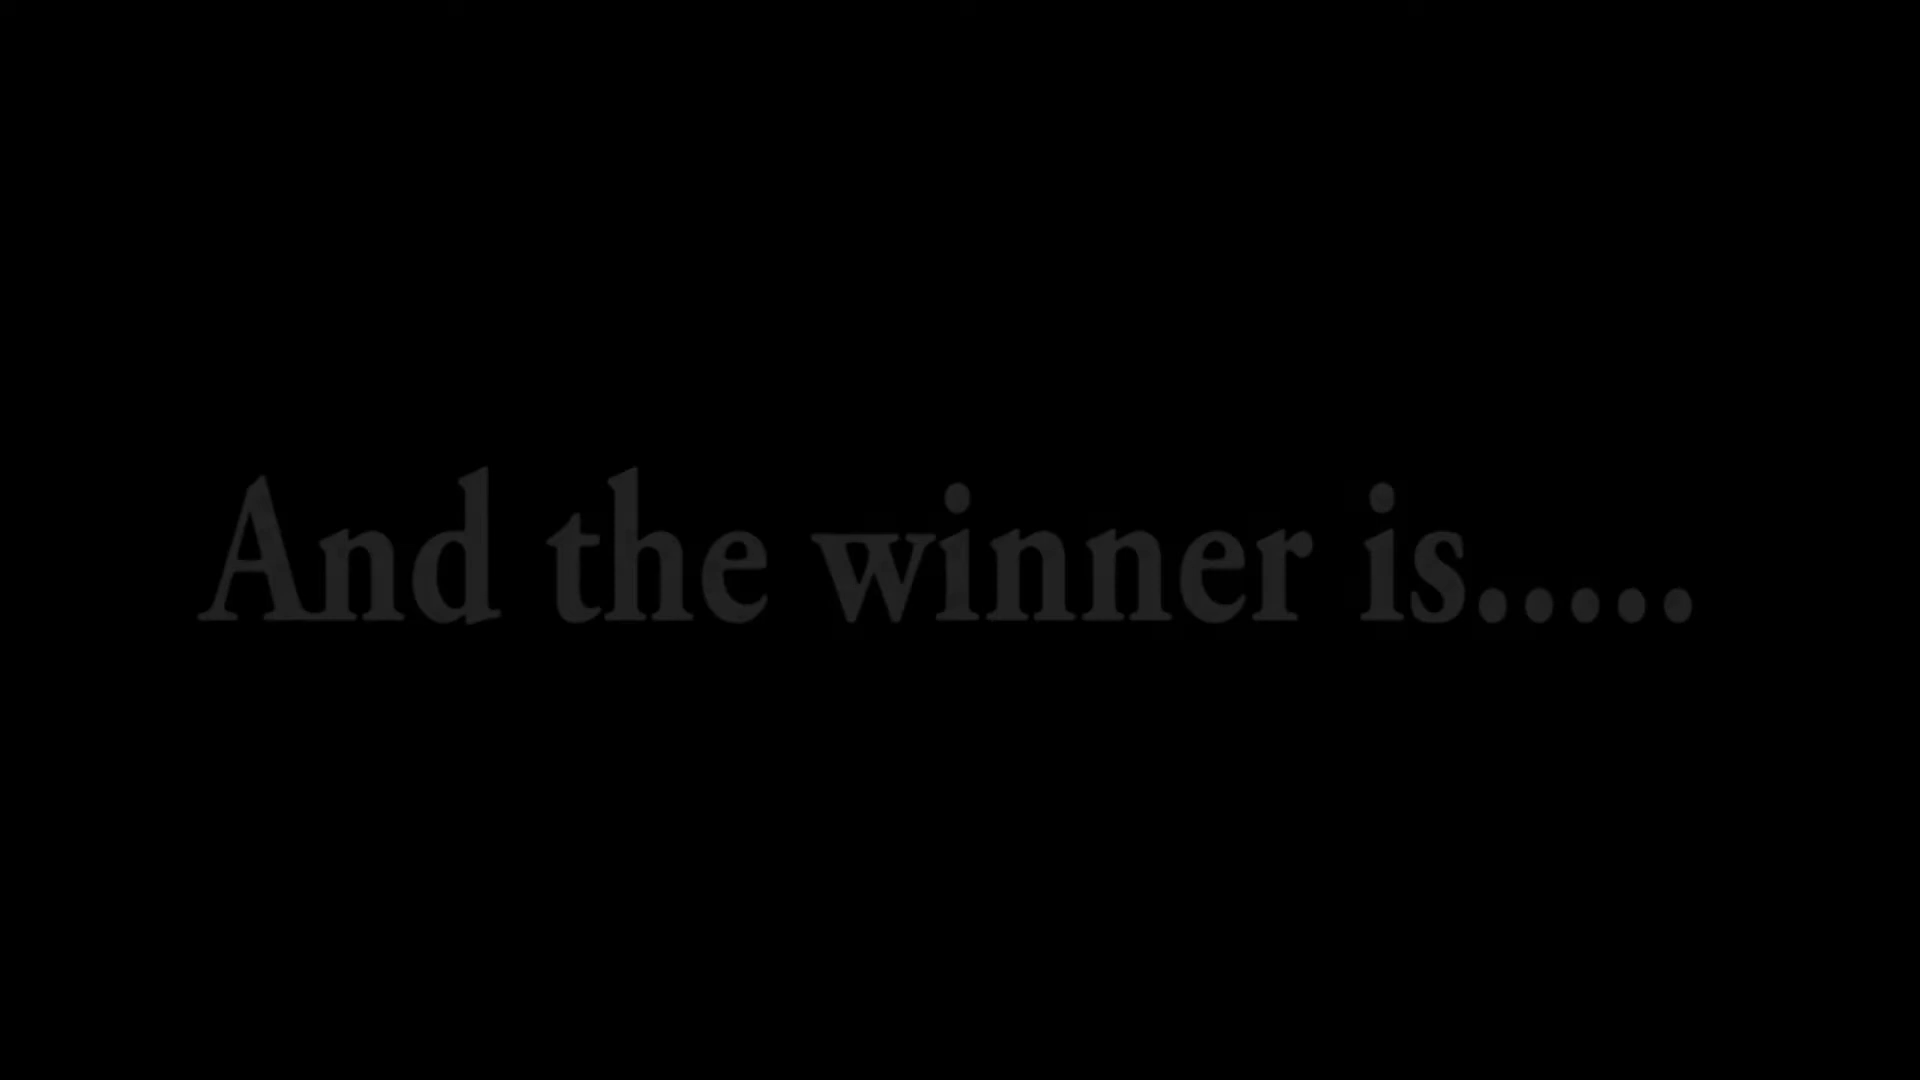 And the winner is.....